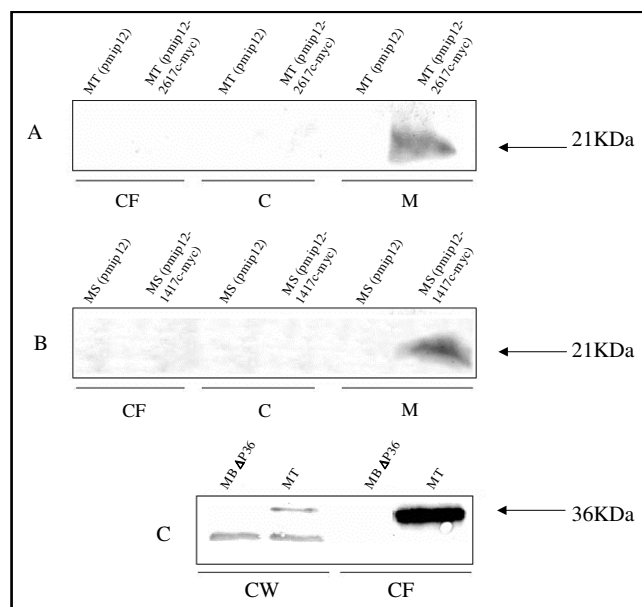 MT (pmip12)
MT (pmip12-
2617c-myc)
MT (pmip12)
MT (pmip12-
2617c-myc)
MT (pmip12)
MT (pmip12-
2617c-myc)
A
21KDa
CF
C
M
MS (pmip12)
MS (pmip12-
1417c-myc)
MS (pmip12)
MS (pmip12-
1417c-myc)
MS (pmip12)
MS (pmip12-
1417c-myc)
B
21KDa
CF
C
M
MBΔP36
MT
MBΔP36
MT
C
36KDa
CW
CF